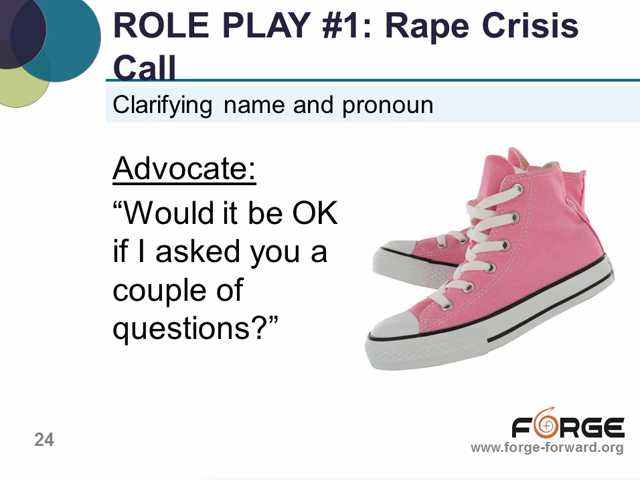 ROLE PLAY #1: Rape Crisis
Call
Clarifying name and pronoun
Advocate:
“Would it be OK
if I asked you a
couple of
questions?”
24
FORGE
www.forge-forward.org